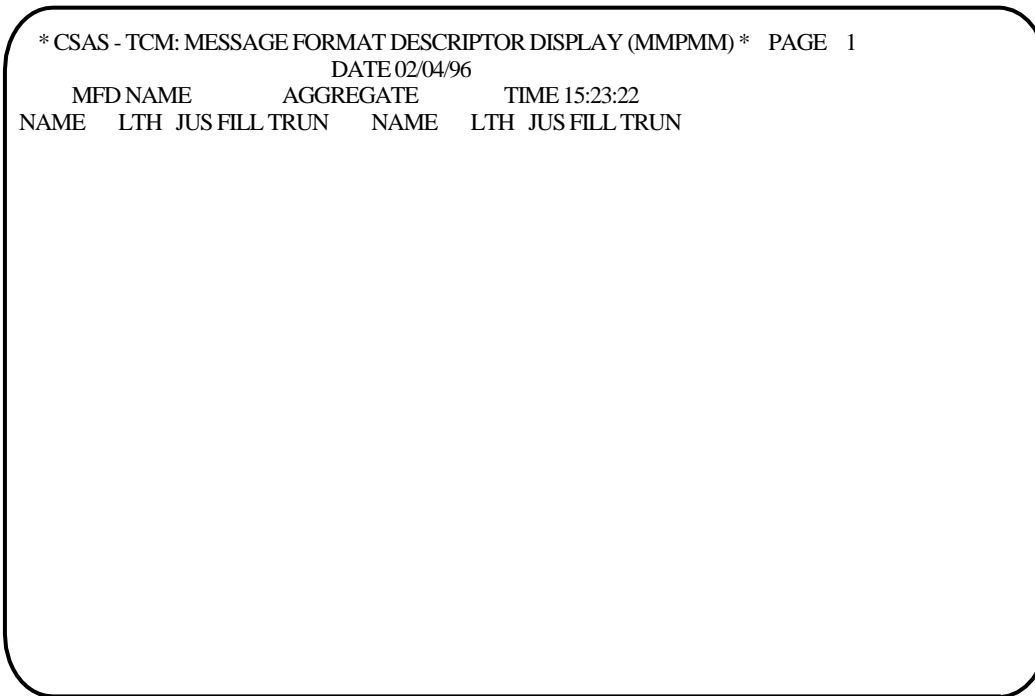 * CSAS - TCM: MESSAGE FORMAT DESCRIPTOR DISPLAY (MMPMM) * PAGE 1
DATE 02/04/96
MFD NAME AGGREGATE TIME 15:23:22
NAME LTH JUS FILL TRUN NAME LTH JUS FILL TRUN